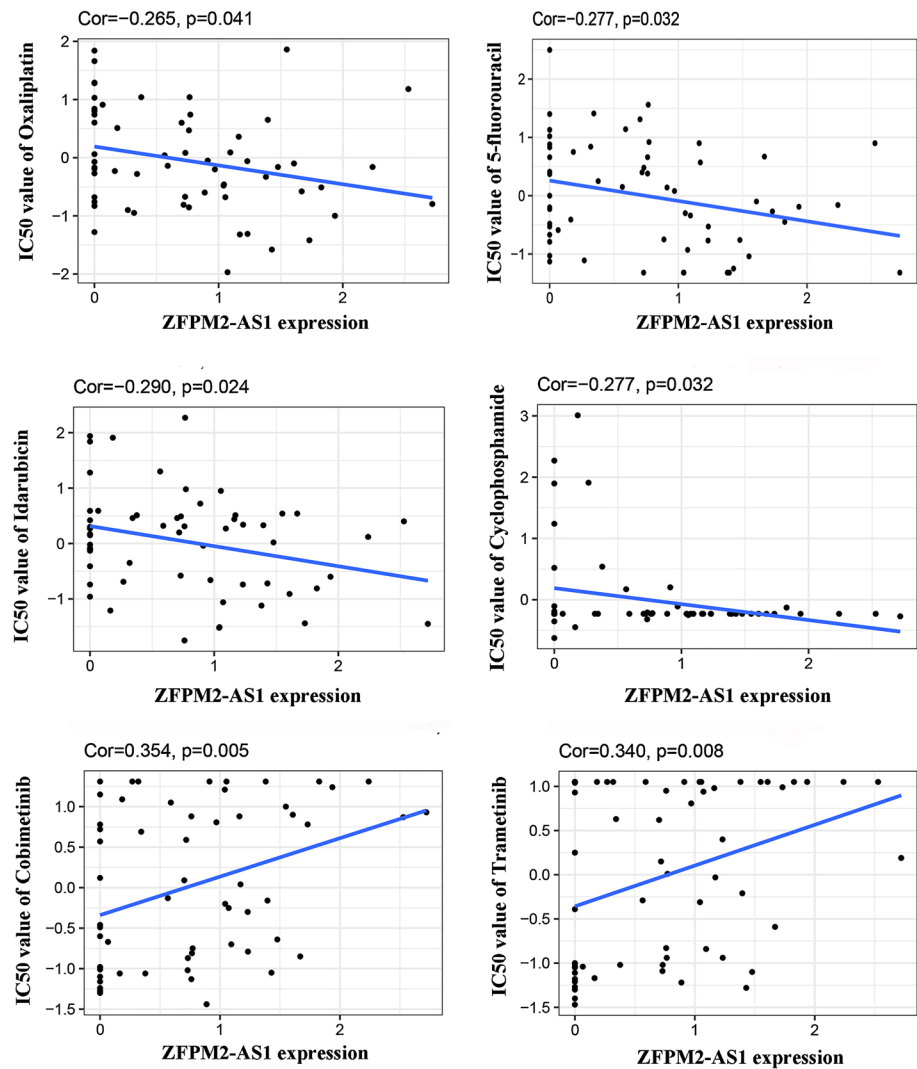 Cor=−0.265, p=0.041
IC50 value of Oxaliplatin
2
1
0
−1
−2
0
1
2
ZFPM2-AS1 expression
Cor=−0.277, p=0.032
IC50 value of 5-fluorouracil
2
1
0
−1
0
1
2
ZFPM2-AS1 expression
Cor=−0.290, p=0.024
IC50 value of Idarubicin
2
1
0
−1
0
1
2
ZFPM2-AS1 expression
Cor=−0.277, p=0.032
IC50 value of Cyclophosphamide
3
2
1
0
0
1
2
ZFPM2-AS1 expression
Cor=0.354, p=0.005
IC50 value of Cobimetinib
1.0
0.5
0.0
−0.5
−1.0
−1.5
0
1
2
ZFPM2-AS1 expression
Cor=0.340, p=0.008
IC50 value of Trametinib
1.0
0.5
0.0
−0.5
−1.0
−1.5
0
1
2
ZFPM2-AS1 expression